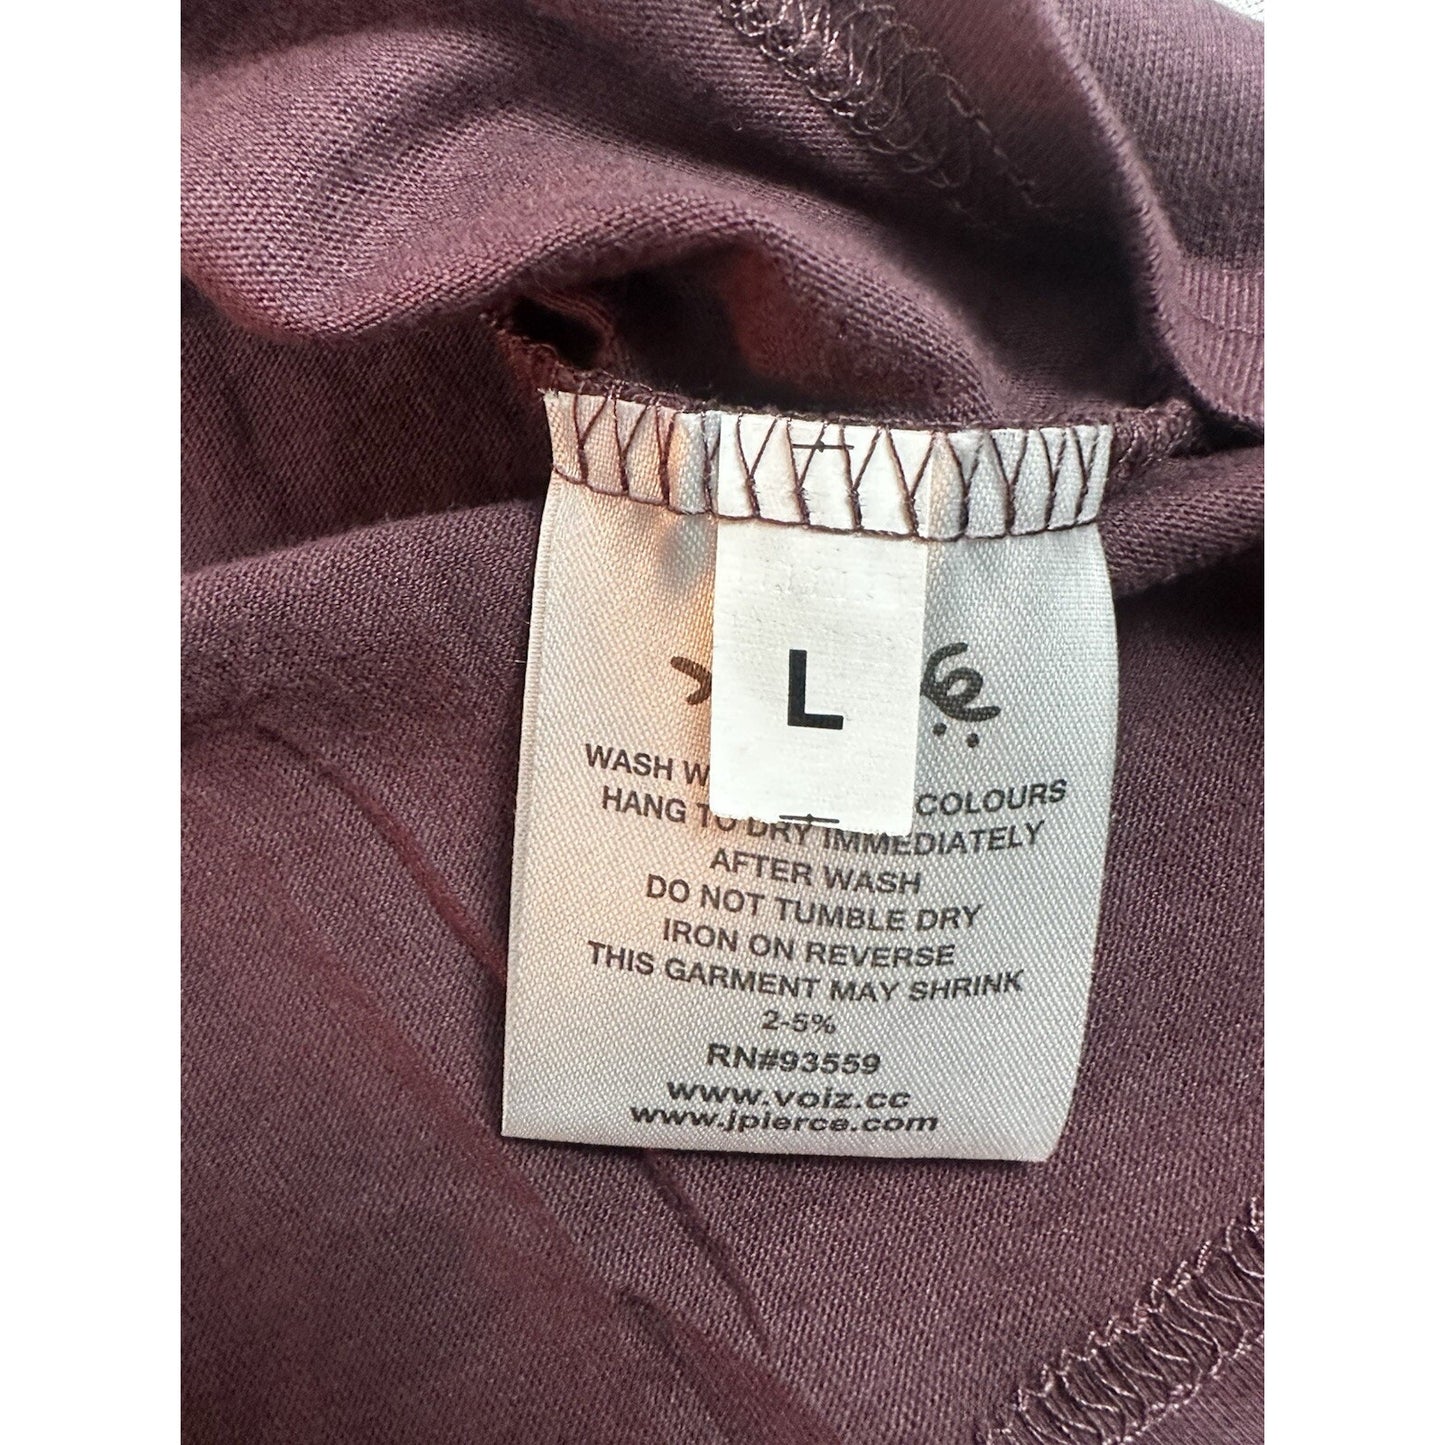 L
WASH COLOURS
HANG TO DRY IMMEDIATELY
AFTER WASH
DO NOT TUMBLE DRY
IRON ON REVERSE
THIS GARMENT MAY SHRINK
2-5%
RN#93559
www.voiz.cc
www.jpierce.com